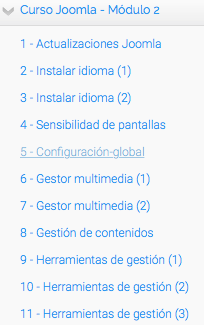 Curso Joomla - Módulo 2
1 - Actualizaciones Joomla
2 - Instalar idioma (1)
3 - Instalar idioma (2)
4 - Sensibilidad de pantallas
5 - Configuración-global
6 - Gestor multimedia (1)
7 - Gestor multimedia (2)
8 - Gestión de contenidos
9 - Herramientas de gestión (1)
10 - Herramientas de gestión (2)
11 - Herramientas de gestión (3)